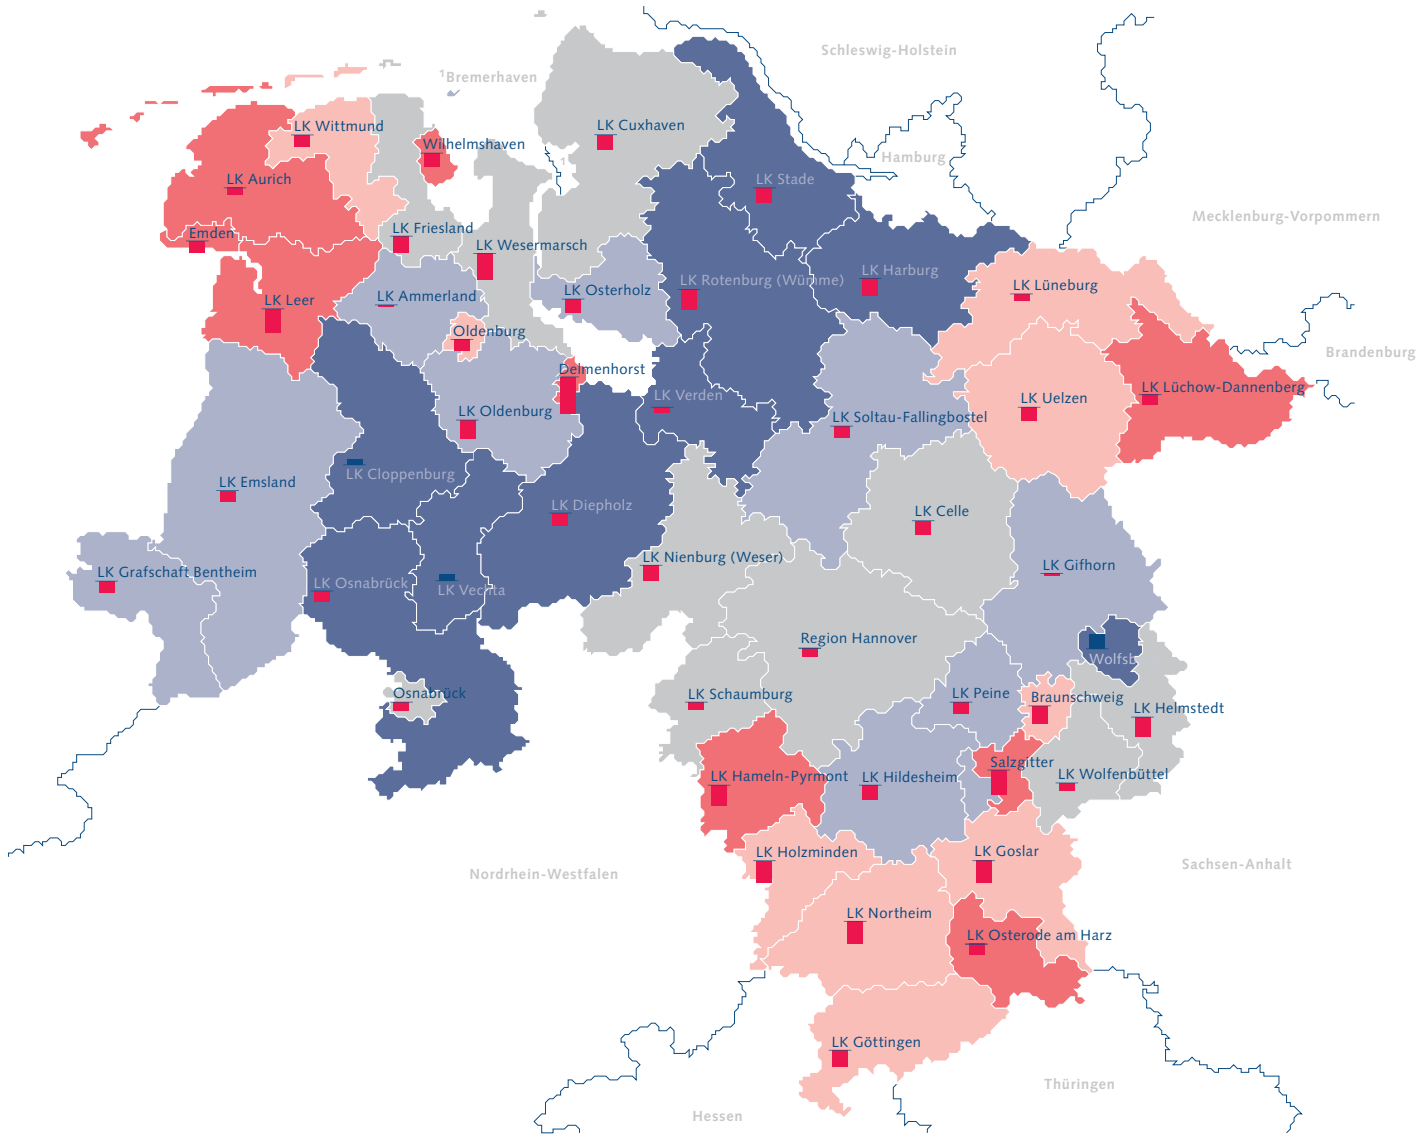 Schleswig-Holstein
¹Bremerhaven
LK Wittmund
LK Cuxhaven
Wilhelmshaven
Hamburg
1
LK Aurich
LK Stade
Mecklenburg-Vorpommern
Emden
LK Friesland
LK Wesermarsch
LK Harburg
LK Rotenburg (Wümme)
LK Osterholz
LK Lüneburg
LK Ammerland
LK Leer
Oldenburg
Brandenburg
Delmenhorst
LK Lüchow-Dannenberg
LK Verden
LK Uelzen
LK Oldenburg
LK Soltau-Fallingbostel
LK Cloppenburg
LK Emsland
LK Diepholz
LK Celle
LK Nienburg (Weser)
LK Gifhorn
LK Grafschaft Bentheim
LK Osnabrück
LK Vechta
Region Hannover
Wolfsb
Osnabrück
LK Schaumburg
LK Peine
Braunschweig
LK Helmstedt
Salzgitter
LK Hameln-Pyrmont
LK Hildesheim
LK Wolfenbüttel
LK Holzminden
LK Goslar
Sachsen-Anhalt
Nordrhein-Westfalen
LK Northeim
LK Osterode am Harz
LK Göttingen
Thüringen
Hessen